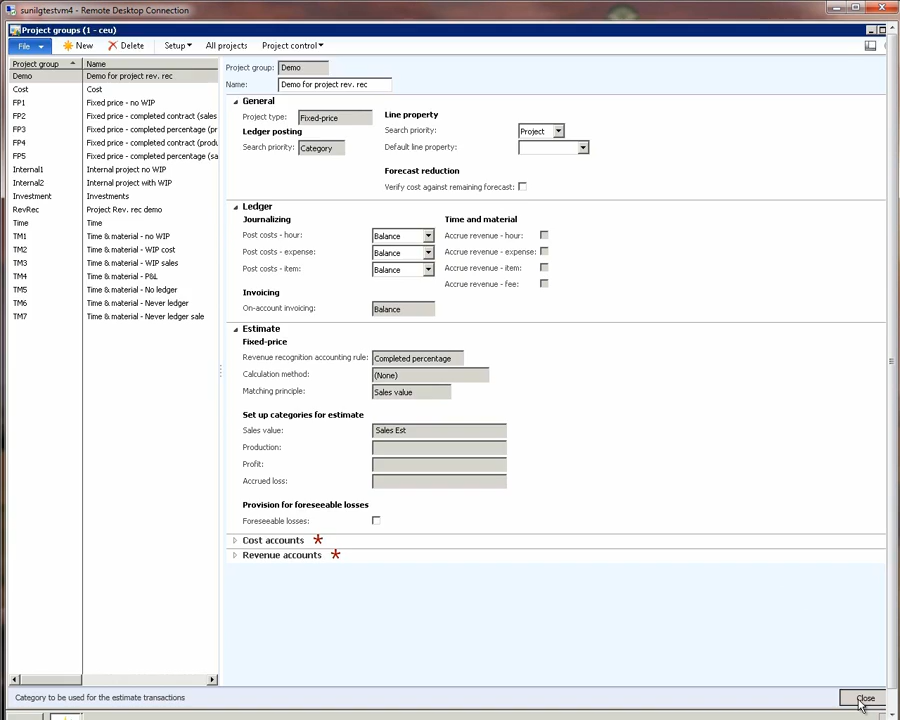 sunilgtestvm4 - Remote Desktop Connection
Project groups (1 - ceu)
File New Delete Setup All projects Project control
Project group Name
Demo Demo for project rev. rec
Cost Cost
FP1 Fixed price - no WIP
FP2 Fixed price - completed contract (sales
FP3 Fixed price - completed percentage (pr
FP4 Fixed price - completed contract (produ
FP5 Fixed price - completed percentage (sa
Internal1 Internal project no WIP
Internal2 Internal project with WIP
Investment Investments
RevRec Project Rev. rec demo
Time Time
TM1 Time & material - no WIP
TM2 Time & material - WIP cost
TM3 Time & material - WIP sales
TM4 Time & material - P&L
TM5 Time & material - No ledger
TM6 Time & material - Never ledger
TM7 Time & material - Never ledger sale
Project group: Demo
Name: Demo for project rev. rec
General
Project type: Fixed-price
Ledger posting
Search priority: Category
Line property
Search priority: Project
Default line property:
Forecast reduction
Verify cost against remaining forecast:
Ledger
Journalizing
Post costs - hour: Balance
Post costs - expense: Balance
Post costs - item: Balance
Time and material
Accrue revenue - hour:
Accrue revenue - expense:
Accrue revenue - item:
Accrue revenue - fee:
Invoicing
On-account invoicing: Balance
Estimate
Fixed-price
Revenue recognition accounting rule: Completed percentage
Calculation method: (None)
Matching principle: Sales value
Set up categories for estimate
Sales value: Sales Est
Production:
Profit:
Accrued loss:
Provision for foreseeable losses
Foreseeable losses:
Cost accounts *
Revenue accounts *
Category to be used for the estimate transactions
Close